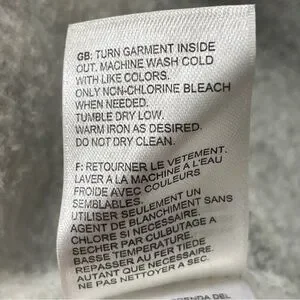 GB: TURN GARMENT INSIDE
OUT. MACHINE WASH COLD
WITH LIKE COLORS.
ONLY NON-CHLORINE BLEACH
WHEN NEEDED.
TUMBLE DRY LOW.
WARM IRON AS DESIRED.
DO NOT DRY CLEAN.
F: RETOURNER LE VETEMENT.
LAVER A LA MACHINE A L'EAU
FROIDE AVEC COULEURS
SEMBLABLES.
UTILISER SEULEMENT UN
AGENT DE BLANCHIMENT SANS
CHLORE SI NECESSAIRE.
SECHER PAR CULBUTAGE A
BASSE TEMPERATURE.
REPASSER AU FER TIEDE
AUTANT QUE NECESSAIRE
NE PAS NETTOYER A SEC.
DEL